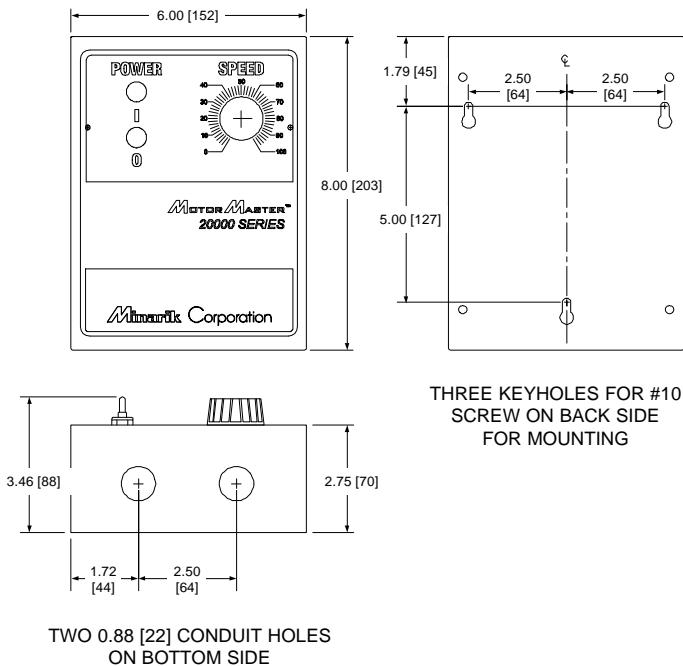 6.00 [152]
POWER
SPEED
50
40
60
30
70
20
80
10
90
0
100
I
0
MOTOR MASTER™
20000 SERIES
Minarik Corporation
8.00 [203]
1.79 [45]
℄
2.50
[64]
2.50
[64]
5.00 [127]
THREE KEYHOLES FOR #10
SCREW ON BACK SIDE
FOR MOUNTING
3.46 [88]
2.75 [70]
1.72
[44]
2.50
[64]
TWO 0.88 [22] CONDUIT HOLES
ON BOTTOM SIDE